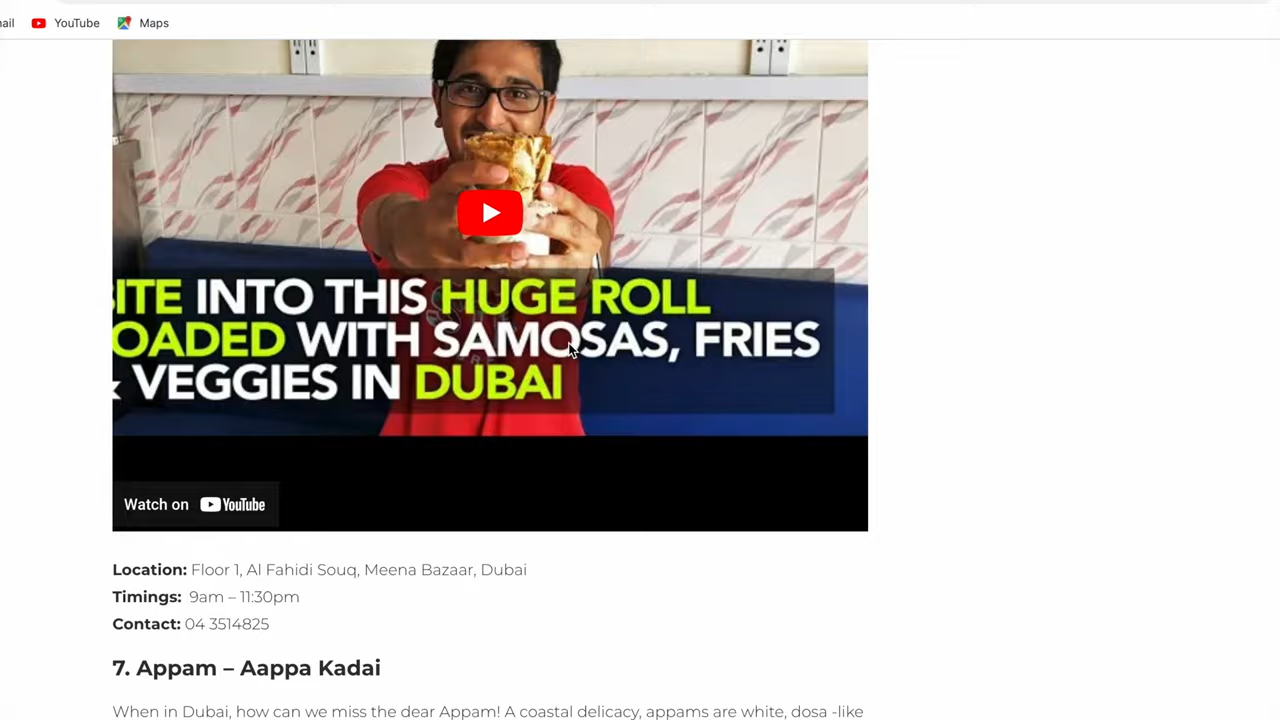 YouTube
Maps
INTO THIS HUGE ROLL
WITH SAMOSAS, FRIES
VEGGIES IN DUBAI
Watch on YouTube
Location: Floor 1, Al Fahidi Souq, Meena Bazaar, Dubai
Timings: 9am – 11:30pm
Contact: 04 3514825
7. Appam – Aappa Kadai
When in Dubai, how can we miss the dear Appam! A coastal delicacy, appams are white, dosa -like